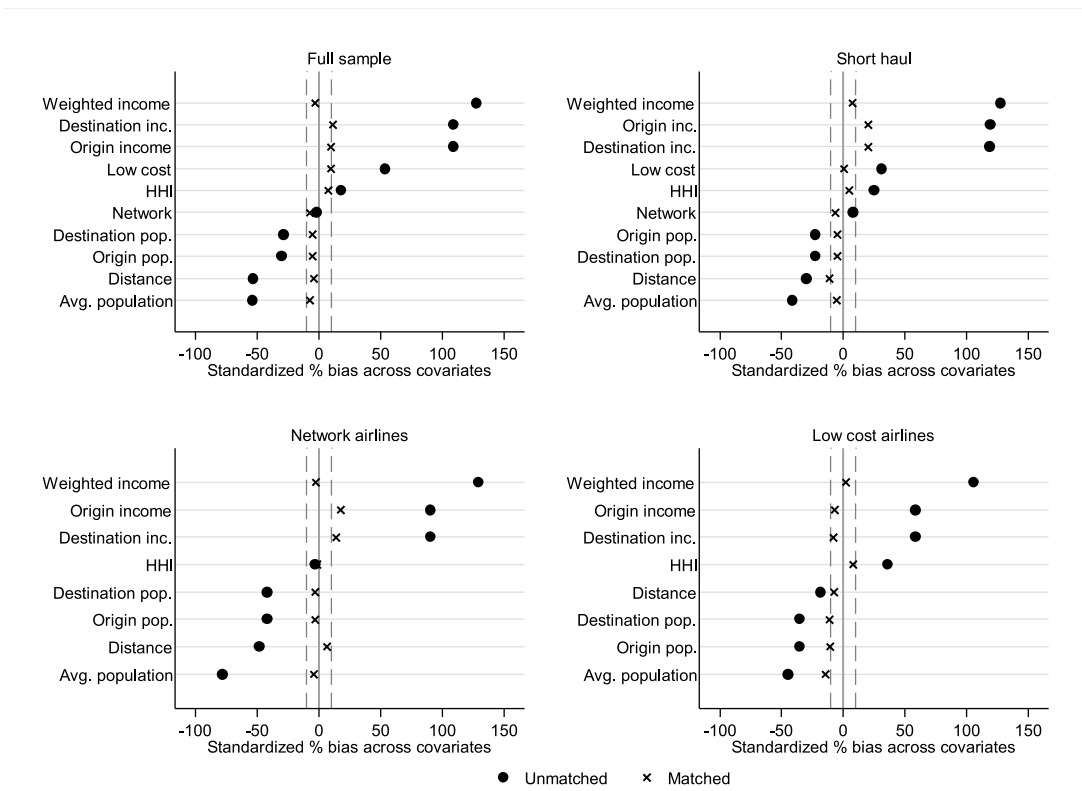 Full sample
Weighted income
Destination inc.
Origin income
Low cost
HHI
Network
Destination pop.
Origin pop.
Distance
Avg. population
-100 -50 0 50 100 150
Standardized % bias across covariates
Short haul
Weighted income
Origin inc.
Destination inc.
Low cost
HHI
Network
Origin pop.
Destination pop.
Distance
Avg. population
-100 -50 0 50 100 150
Standardized % bias across covariates
Network airlines
Weighted income
Origin income
Destination inc.
HHI
Destination pop.
Origin pop.
Distance
Avg. population
-100 -50 0 50 100 150
Standardized % bias across covariates
Low cost airlines
Weighted income
Origin income
Destination inc.
HHI
Distance
Destination pop.
Origin pop.
Avg. population
-100 -50 0 50 100 150
Standardized % bias across covariates
Unmatched Matched